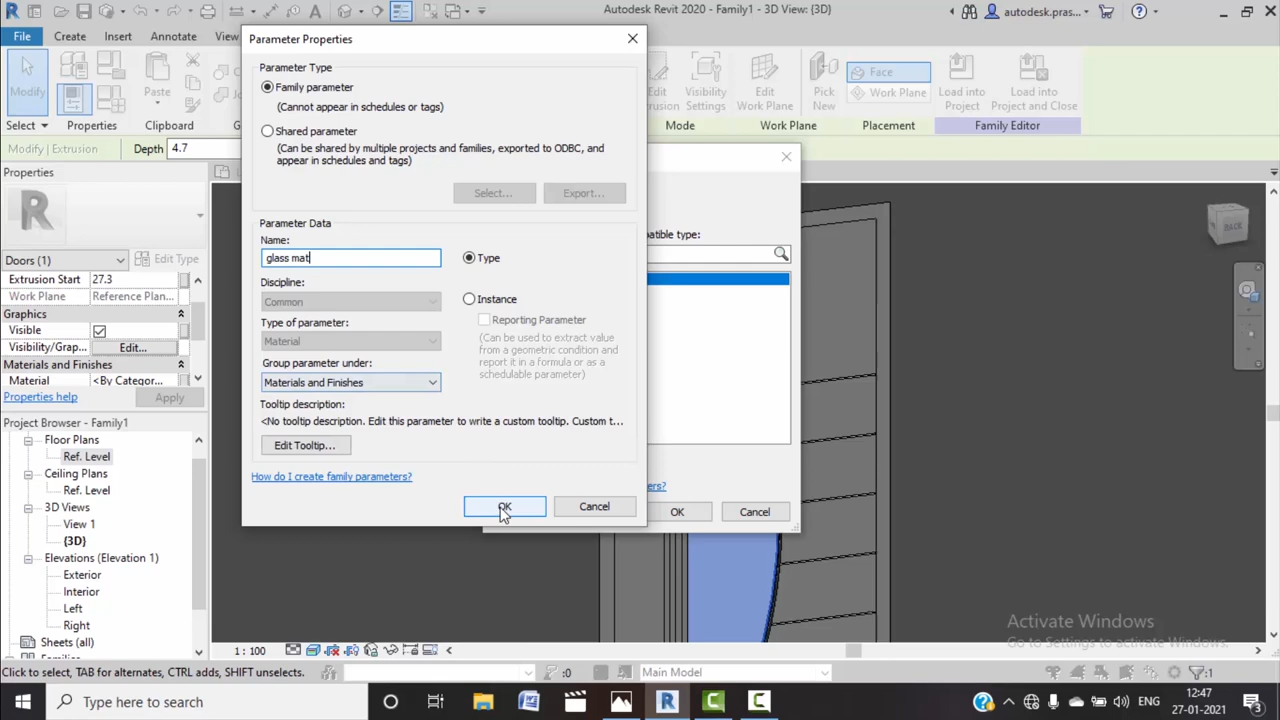 Autodesk Revit 2020 - Family1 - 3D View: {3D}
autodesk.pras...
File
Create
Insert
Annotate
View
Parameter Properties
Parameter Type
Family parameter
(Cannot appear in schedules or tags)
Shared parameter
(Can be shared by multiple projects and families, exported to ODBC, and
appear in schedules and tags)
Select...
Export...
Parameter Data
Name:
glass mat
Type
Discipline:
Common
Instance
Reporting Parameter
(Can be used to extract value
from a geometric condition and
report it in a formula or as a
schedulable parameter)
Type of parameter:
Material
Group parameter under:
Materials and Finishes
Tooltip description:
<No tooltip description. Edit this parameter to write a custom tooltip. Custom t...
Edit Tooltip...
How do I create family parameters?
OK
Cancel
Modify
Paste
Select
Properties
Clipboard
Edit
Visibility
Settings
Edit
Work Plane
Pick
New
Face
Work Plane
Load into
Project
Load into
Project and Close
Mode
Work Plane
Placement
Family Editor
Modify | Extrusion
Depth
4.7
Properties
Doors (1)
Edit Type
Extrusion Start
27.3
Work Plane
Reference Plan...
Graphics
Visible
Visibility/Grap...
Edit...
Materials and Finishes
Material
<By Categor...
Properties help
Apply
Project Browser - Family1
Floor Plans
Ref. Level
Ceiling Plans
Ref. Level
3D Views
View 1
{3D}
Elevations (Elevation 1)
Exterior
Interior
Left
Right
Sheets (all)
atible type:
ers?
OK
Cancel
BACK
Activate Windows
Go to Settings to activate Windows.
1 : 100
Click to select, TAB for alternates, CTRL adds, SHIFT unselects.
:0
Main Model
:1
Type here to search
ENG
12:47
27-01-2021
3